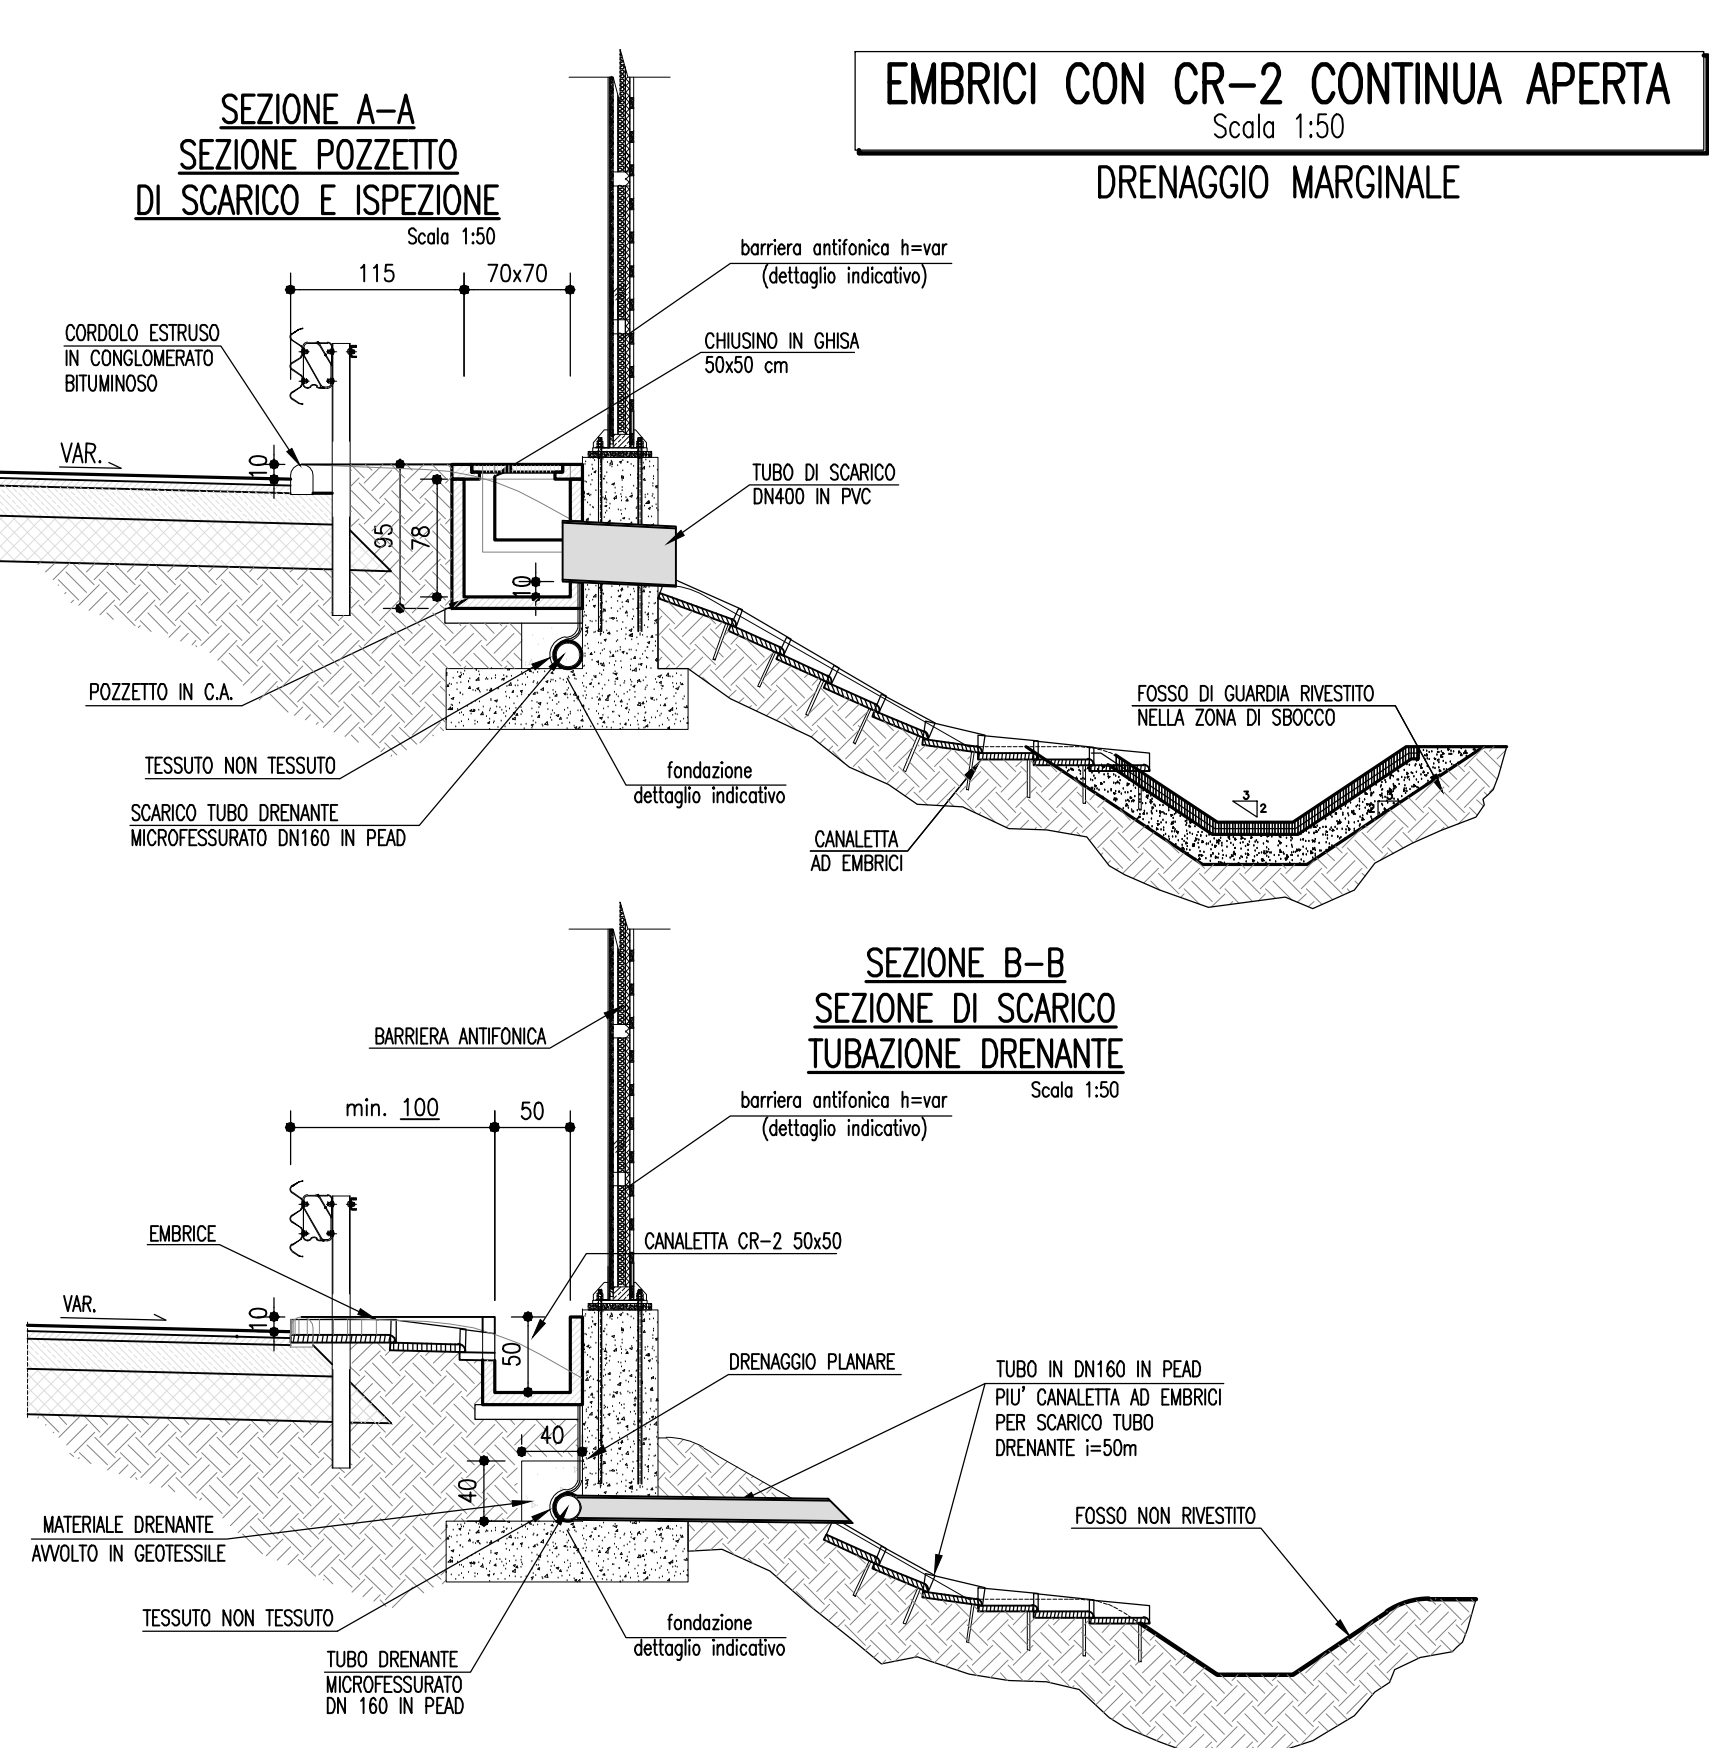 EMBRICI CON CR-2 CONTINUA APERTA
Scala 1:50
DRENAGGIO MARGINALE
SEZIONE A-A
SEZIONE POZZETTO
DI SCARICO E ISPEZIONE
Scala 1:50
115
70x70
barriera antifonica h=var
(dettaglio indicativo)
CORDOLO ESTRUSO
IN CONGLOMERATO
BITUMINOSO
CHIUSINO IN GHISA
50x50 cm
VAR.
10
TUBO DI SCARICO
DN400 IN PVC
95
78
10
POZZETTO IN C.A.
FOSSO DI GUARDIA RIVESTITO
NELLA ZONA DI SBOCCO
TESSUTO NON TESSUTO
fondazione
dettaglio indicativo
SCARICO TUBO DRENANTE
MICROFESSURATO DN160 IN PEAD
3
2
3
2
CANALETTA
AD EMBRICI
SEZIONE B-B
SEZIONE DI SCARICO
TUBAZIONE DRENANTE
Scala 1:50
BARRIERA ANTIFONICA
min. 100
50
barriera antifonica h=var
(dettaglio indicativo)
EMBRICE
CANALETTA CR-2 50x50
VAR.
10
50
DRENAGGIO PLANARE
TUBO IN DN160 IN PEAD
PIU' CANALETTA AD EMBRICI
PER SCARICO TUBO
DRENANTE i=50m
40
40
MATERIALE DRENANTE
AVVOLTO IN GEOTESSILE
FOSSO NON RIVESTITO
TESSUTO NON TESSUTO
fondazione
dettaglio indicativo
TUBO DRENANTE
MICROFESSURATO
DN 160 IN PEAD